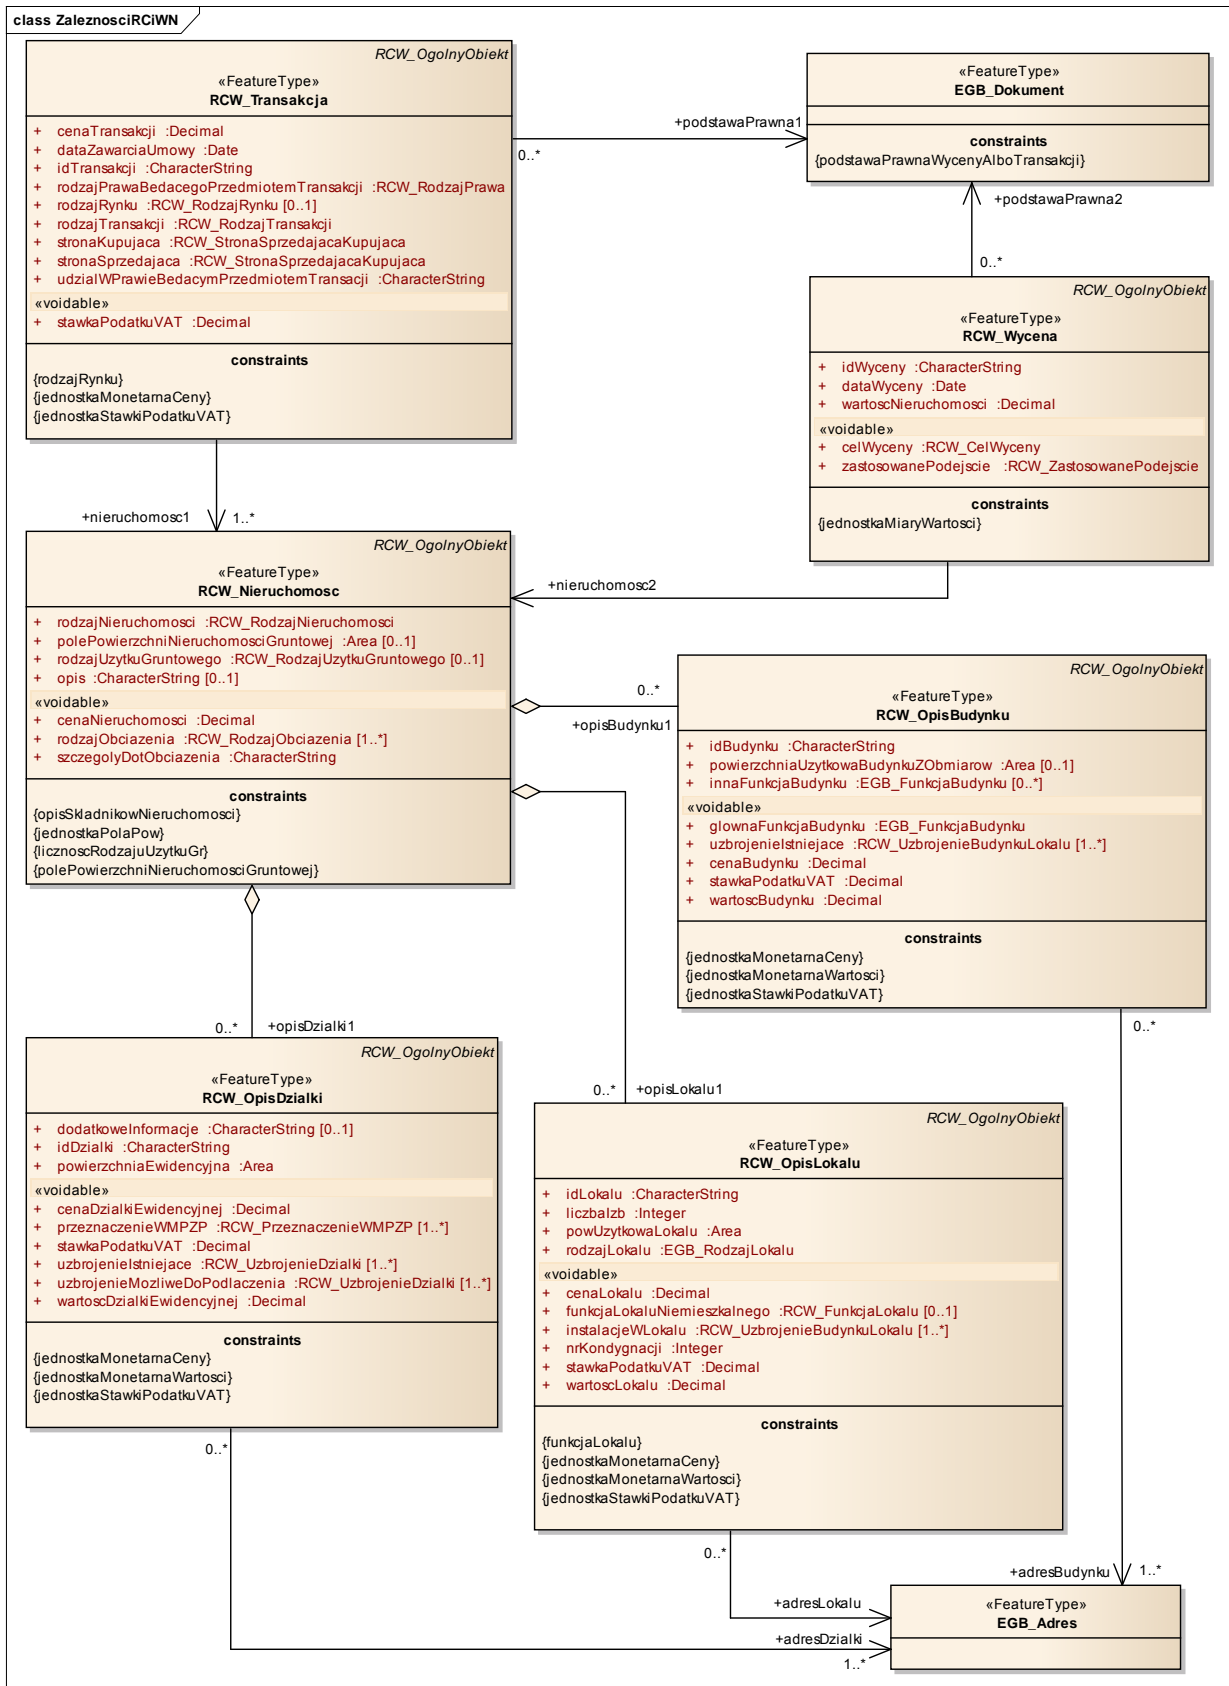 class ZaleznosciRCiWN
RCW_OgolnyObiekt
«FeatureType»
RCW_Transakcja
+ cenaTransakcji :Decimal
+ dataZawarciaUmowy :Date
+ idTransakcji :CharacterString
+ rodzajPrawaBedacegoPrzedmiotemTransakcji :RCW_RodzajPrawa
+ rodzajRynku :RCW_RodzajRynku [0..1]
+ rodzajTransakcji :RCW_RodzajTransakcji
+ stronaKupujaca :RCW_StronaSprzedajacaKupujaca
+ stronaSprzedajaca :RCW_StronaSprzedajacaKupujaca
+ udzialWPrawieBedacymPrzedmiotemTransacji :CharacterString
«voidable»
+ stawkaPodatkuVAT :Decimal
constraints
{rodzajRynku}
{jednostkaMonetarnaCeny}
{jednostkaStawkiPodatkuVAT}
+podstawaPrawna1
0..*
«FeatureType»
EGB_Dokument
constraints
{podstawaPrawnaWycenyAlboTransakcji}
+podstawaPrawna2
0..*
RCW_OgolnyObiekt
«FeatureType»
RCW_Wycena
+ idWyceny :CharacterString
+ dataWyceny :Date
+ wartoscNieruchomosci :Decimal
«voidable»
+ celWyceny :RCW_CelWyceny
+ zastosowanePodejscie :RCW_ZastosowanePodejscie
constraints
{jednostkaMiaryWartosci}
+nieruchomosc1
1..*
+nieruchomosc2
RCW_OgolnyObiekt
«FeatureType»
RCW_Nieruchomosc
+ rodzajNieruchomosci :RCW_RodzajNieruchomosci
+ polePowierzchniNieruchomosciGruntowej :Area [0..1]
+ rodzajUzytkuGruntowego :RCW_RodzajUzytkuGruntowego [0..1]
+ opis :CharacterString [0..1]
«voidable»
+ cenaNieruchomosci :Decimal
+ rodzajObciazenia :RCW_RodzajObciazenia [1..*]
+ szczegolyDotObciazenia :CharacterString
constraints
{opisSkladnikowNieruchomosci}
{jednostkaPolaPow}
{licznoscRodzajuUzytkuGr}
{polePowierzchniNieruchomosciGruntowej}
0..*
+opisBudynku1
RCW_OgolnyObiekt
«FeatureType»
RCW_OpisBudynku
+ idBudynku :CharacterString
+ powierzchniaUzytkowaBudynkuZObmiarow :Area [0..1]
+ innaFunkcjaBudynku :EGB_FunkcjaBudynku [0..*]
«voidable»
+ glownaFunkcjaBudynku :EGB_FunkcjaBudynku
+ uzbrojenieIstniejace :RCW_UzbrojenieBudynkuLokalu [1..*]
+ cenaBudynku :Decimal
+ stawkaPodatkuVAT :Decimal
+ wartoscBudynku :Decimal
constraints
{jednostkaMonetarnaCeny}
{jednostkaMonetarnaWartosci}
{jednostkaStawkiPodatkuVAT}
0..*
0..*
+opisDzialki1
RCW_OgolnyObiekt
«FeatureType»
RCW_OpisDzialki
+ dodatkoweInformacje :CharacterString [0..1]
+ idDzialki :CharacterString
+ powierzchniaEwidencyjna :Area
«voidable»
+ cenaDzialkiEwidencyjnej :Decimal
+ przeznaczenieWMPZP :RCW_PrzeznaczenieWMPZP [1..*]
+ stawkaPodatkuVAT :Decimal
+ uzbrojenieIstniejace :RCW_UzbrojenieDzialki [1..*]
+ uzbrojenieMozliweDoPodlaczenia :RCW_UzbrojenieDzialki [1..*]
+ wartoscDzialkiEwidencyjnej :Decimal
constraints
{jednostkaMonetarnaCeny}
{jednostkaMonetarnaWartosci}
{jednostkaStawkiPodatkuVAT}
0..*
0..*
+opisLokalu1
RCW_OgolnyObiekt
«FeatureType»
RCW_OpisLokalu
+ idLokalu :CharacterString
+ liczbaIzb :Integer
+ powUzytkowaLokalu :Area
+ rodzajLokalu :EGB_RodzajLokalu
«voidable»
+ cenaLokalu :Decimal
+ funkcjaLokaluNiemieszkalnego :RCW_FunkcjaLokalu [0..1]
+ instalacjeWLokalu :RCW_UzbrojenieBudynkuLokalu [1..*]
+ nrKondygnacji :Integer
+ stawkaPodatkuVAT :Decimal
+ wartoscLokalu :Decimal
constraints
{funkcjaLokalu}
{jednostkaMonetarnaCeny}
{jednostkaMonetarnaWartosci}
{jednostkaStawkiPodatkuVAT}
0..*
+adresBudynku
1..*
+adresLokalu
+adresDzialki
1..*
«FeatureType»
EGB_Adres